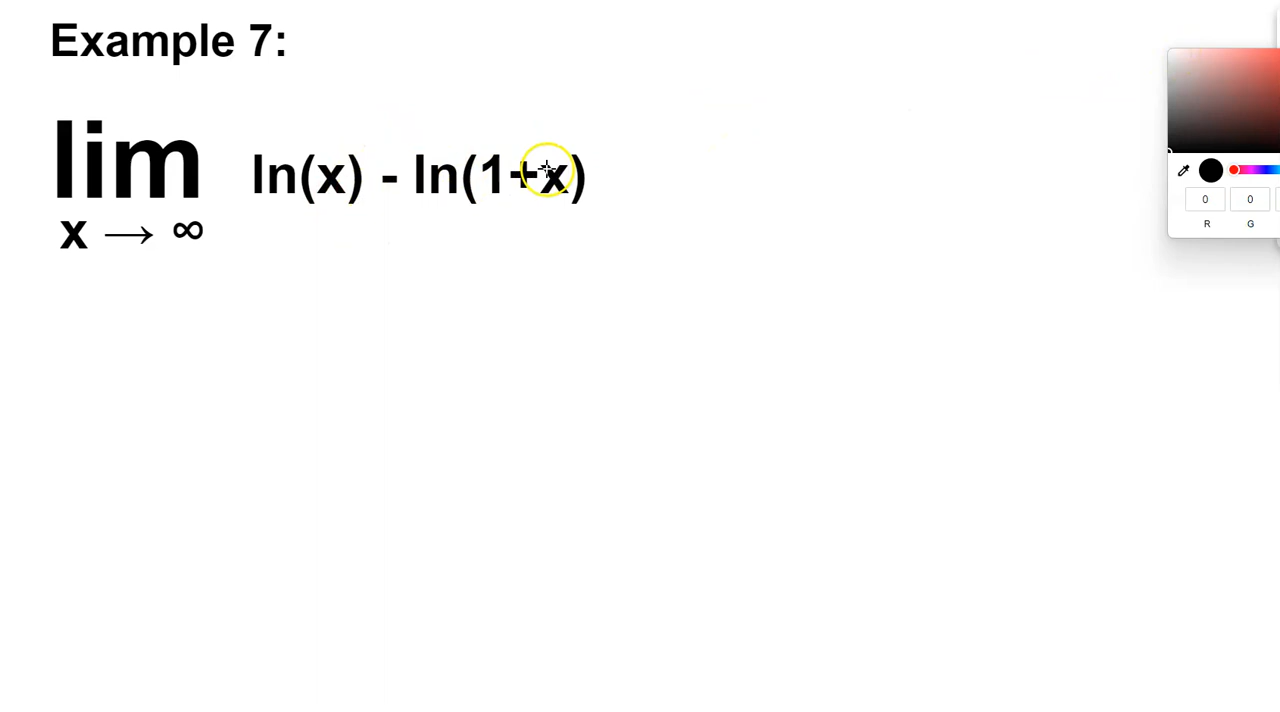 Example 7:
lim ln(x) - ln(1+x)
x → ∞
0 0
R G